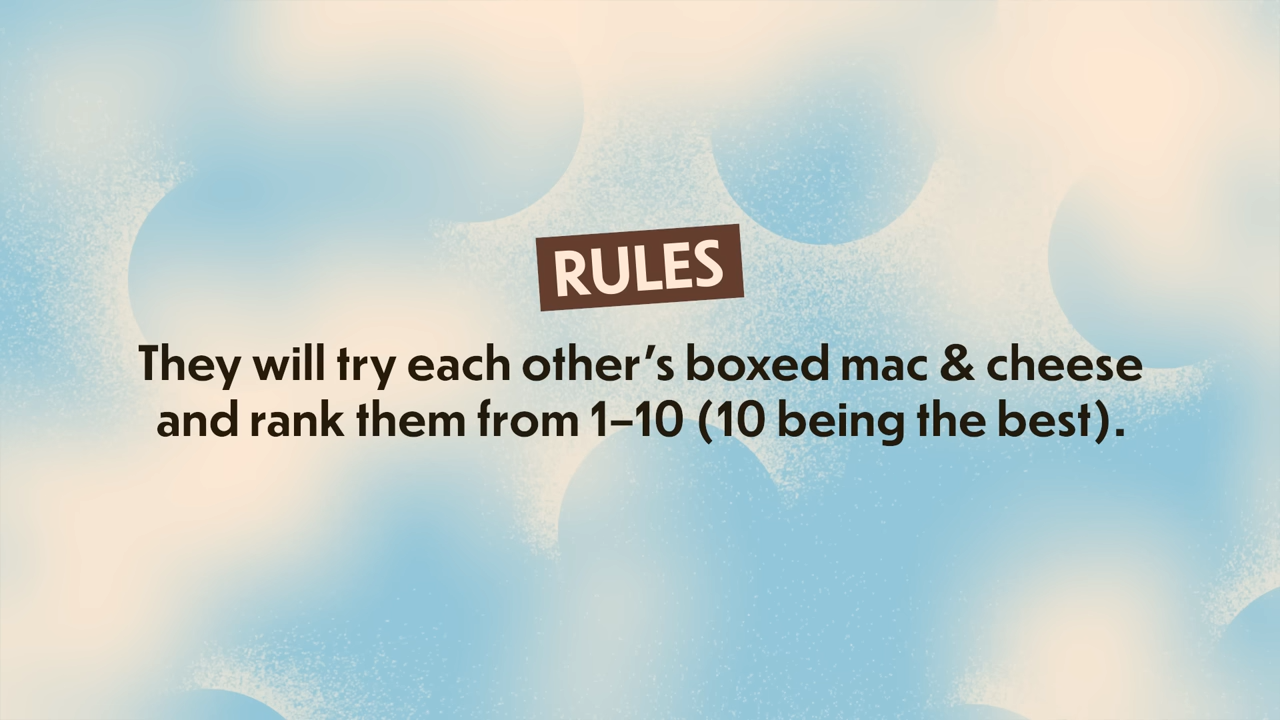 RULES
They will try each other’s boxed mac & cheese
and rank them from 1–10 (10 being the best).